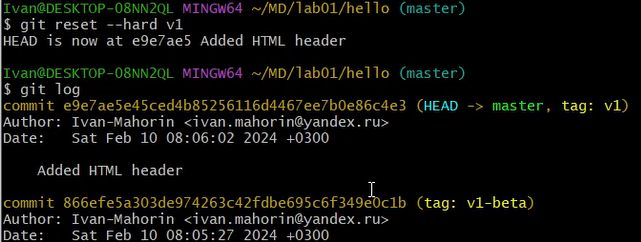 Ivan@DESKTOP-08NN2QL MINGW64 ~/MD/lab01/hello (master)
$ git reset --hard v1
HEAD is now at e9e7ae5 Added HTML header
Ivan@DESKTOP-08NN2QL MINGW64 ~/MD/lab01/hello (master)
$ git log
commit e9e7ae5e45ced4b85256116d4467ee7b0e86c4e3 (HEAD -> master, tag: v1)
Author: Ivan-Mahorin <ivan.mahorin@yandex.ru>
Date:   Sat Feb 10 08:06:02 2024 +0300
Added HTML header
commit 866efe5a303de974263c42fdbe695c6f349e0c1b (tag: v1-beta)
Author: Ivan-Mahorin <ivan.mahorin@yandex.ru>
Date:   Sat Feb 10 08:05:27 2024 +0300